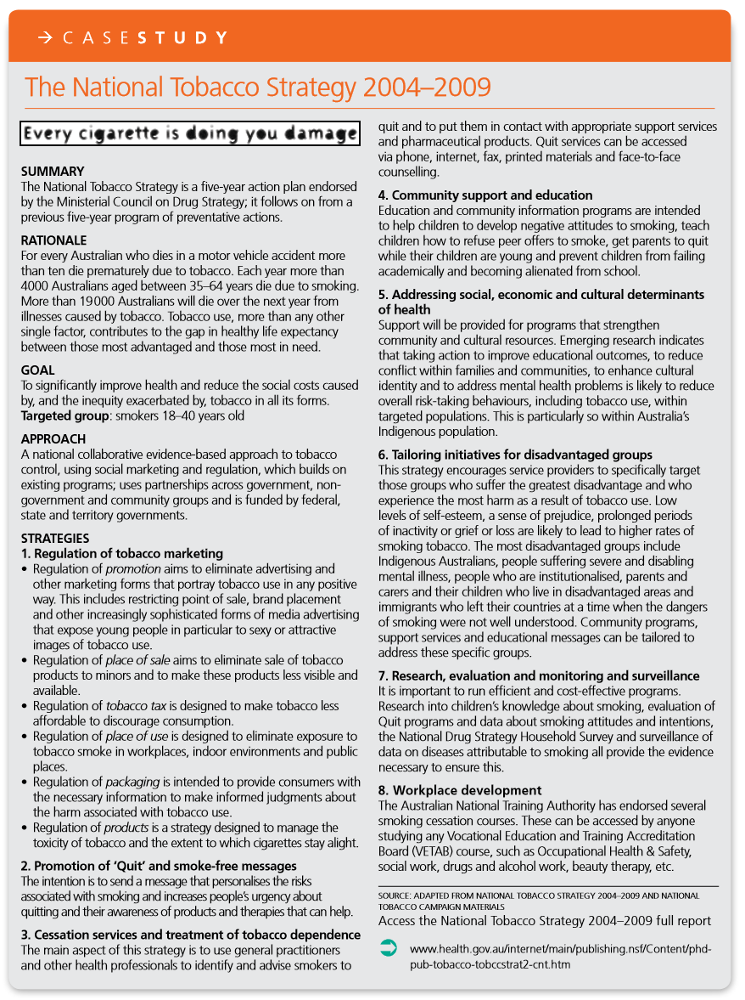 → CASESTUDY
The National Tobacco Strategy 2004–2009
Every cigarette is doing you damage
SUMMARY
The National Tobacco Strategy is a five-year action plan endorsed
by the Ministerial Council on Drug Strategy; it follows on from a
previous five-year program of preventative actions.
RATIONALE
For every Australian who dies in a motor vehicle accident more
than ten die prematurely due to tobacco. Each year more than
4000 Australians aged between 35–64 years die due to smoking.
More than 19 000 Australians will die over the next year from
illnesses caused by tobacco. Tobacco use, more than any other
single factor, contributes to the gap in healthy life expectancy
between those most advantaged and those most in need.
GOAL
To significantly improve health and reduce the social costs caused
by, and the inequity exacerbated by, tobacco in all its forms.
Targeted group: smokers 18–40 years old
APPROACH
A national collaborative evidence-based approach to tobacco
control, using social marketing and regulation, which builds on
existing programs; uses partnerships across government, non-
government and community groups and is funded by federal,
state and territory governments.
STRATEGIES
1. Regulation of tobacco marketing
• Regulation of promotion aims to eliminate advertising and
other marketing forms that portray tobacco use in any positive
way. This includes restricting point of sale, brand placement
and other increasingly sophisticated forms of media advertising
that expose young people in particular to sexy or attractive
images of tobacco use.
• Regulation of place of sale aims to eliminate sale of tobacco
products to minors and to make these products less visible and
available.
• Regulation of tobacco tax is designed to make tobacco less
affordable to discourage consumption.
• Regulation of place of use is designed to eliminate exposure to
tobacco smoke in workplaces, indoor environments and public
places.
• Regulation of packaging is intended to provide consumers with
the necessary information to make informed judgments about
the harm associated with tobacco use.
• Regulation of products is a strategy designed to manage the
toxicity of tobacco and the extent to which cigarettes stay alight.
2. Promotion of ‘Quit’ and smoke-free messages
The intention is to send a message that personalises the risks
associated with smoking and increases people’s urgency about
quitting and their awareness of products and therapies that can help.
3. Cessation services and treatment of tobacco dependence
The main aspect of this strategy is to use general practitioners
and other health professionals to identify and advise smokers to
quit and to put them in contact with appropriate support services
and pharmaceutical products. Quit services can be accessed
via phone, internet, fax, printed materials and face-to-face
counselling.
4. Community support and education
Education and community information programs are intended
to help children to develop negative attitudes to smoking, teach
children how to refuse peer offers to smoke, get parents to quit
while their children are young and prevent children from failing
academically and becoming alienated from school.
5. Addressing social, economic and cultural determinants
of health
Support will be provided for programs that strengthen
community and cultural resources. Emerging research indicates
that taking action to improve educational outcomes, to reduce
conflict within families and communities, to enhance cultural
identity and to address mental health problems is likely to reduce
overall risk-taking behaviours, including tobacco use, within
targeted populations. This is particularly so within Australia’s
Indigenous population.
6. Tailoring initiatives for disadvantaged groups
This strategy encourages service providers to specifically target
those groups who suffer the greatest disadvantage and who
experience the most harm as a result of tobacco use. Low
levels of self-esteem, a sense of prejudice, prolonged periods
of inactivity or grief or loss are likely to lead to higher rates of
smoking tobacco. The most disadvantaged groups include
Indigenous Australians, people suffering severe and disabling
mental illness, people who are institutionalised, parents and
carers and their children who live in disadvantaged areas and
immigrants who left their countries at a time when the dangers
of smoking were not well understood. Community programs,
support services and educational messages can be tailored to
address these specific groups.
7. Research, evaluation and monitoring and surveillance
It is important to run efficient and cost-effective programs.
Research into children’s knowledge about smoking, evaluation of
Quit programs and data about smoking attitudes and intentions,
the National Drug Strategy Household Survey and surveillance of
data on diseases attributable to smoking all provide the evidence
necessary to ensure this.
8. Workplace development
The Australian National Training Authority has endorsed several
smoking cessation courses. These can be accessed by anyone
studying any Vocational Education and Training Accreditation
Board (VETAB) course, such as Occupational Health & Safety,
social work, drugs and alcohol work, beauty therapy, etc.
SOURCE: ADAPTED FROM NATIONAL TOBACCO STRATEGY 2004–2009 AND NATIONAL
TOBACCO CAMPAIGN MATERIALS
Access the National Tobacco Strategy 2004–2009 full report
www.health.gov.au/internet/main/publishing.nsf/Content/phd-
pub-tobacco-tobccstrat2-cnt.htm